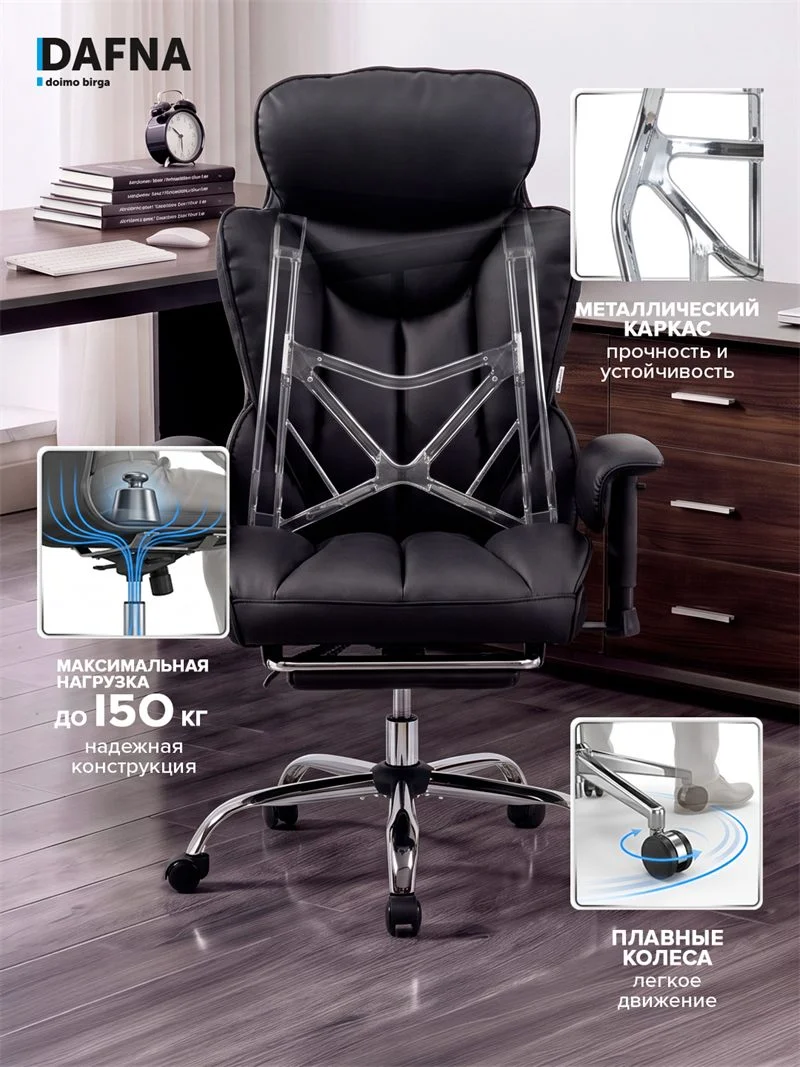 DAFNA
doimo birga
МЕТАЛЛИЧЕСКИЙ
КАРКАС
прочность и
устойчивость
МАКСИМАЛЬНАЯ
НАГРУЗКА
ДО 150 КГ
надежная
конструкция
ПЛАВНЫЕ
КОЛЕСА
легкое
движение